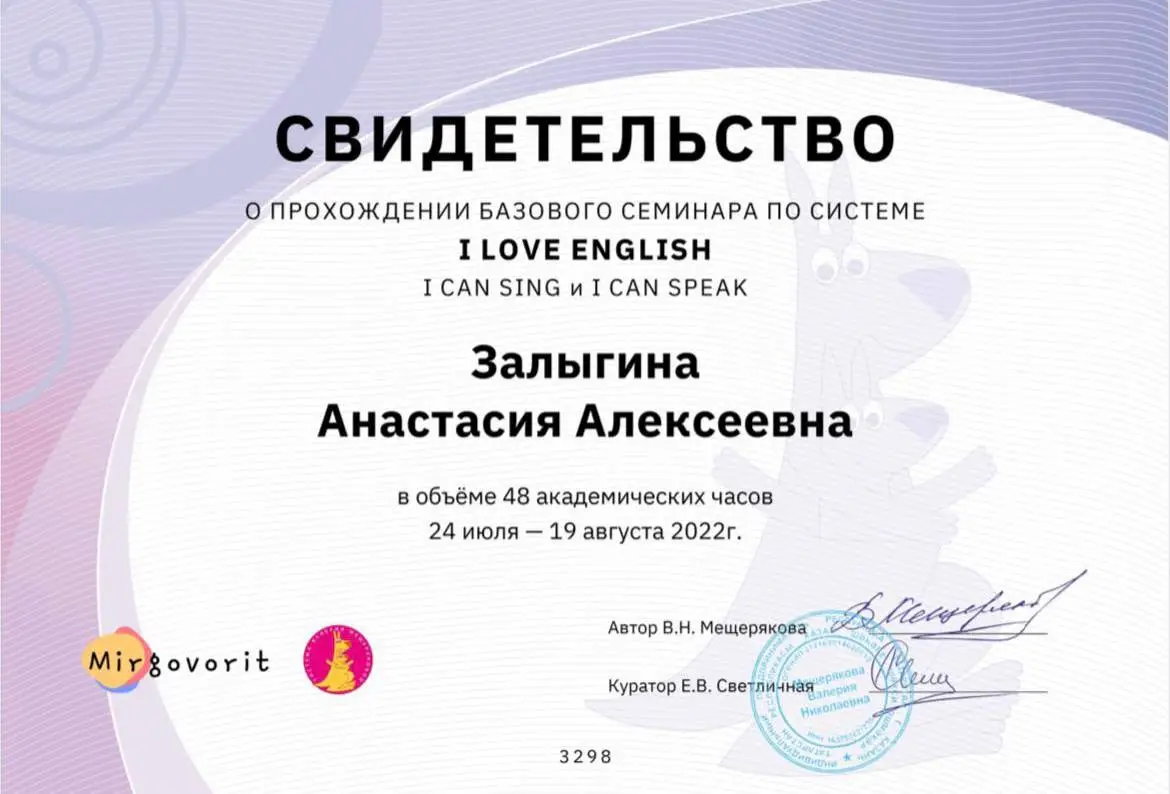 СВИДЕТЕЛЬСТВО
О ПРОХОЖДЕНИИ БАЗОВОГО СЕМИНАРА ПО СИСТЕМЕ
I LOVE ENGLISH
I CAN SING и I CAN SPEAK
Залыгина
Анастасия Алексеевна
в объёме 48 академических часов
24 июля — 19 августа 2022г.
Автор В.Н. Мещерякова
Mirgovorit
Куратор Е.В. Светличная
Мещерякова
Валерия
Николаевна
3298